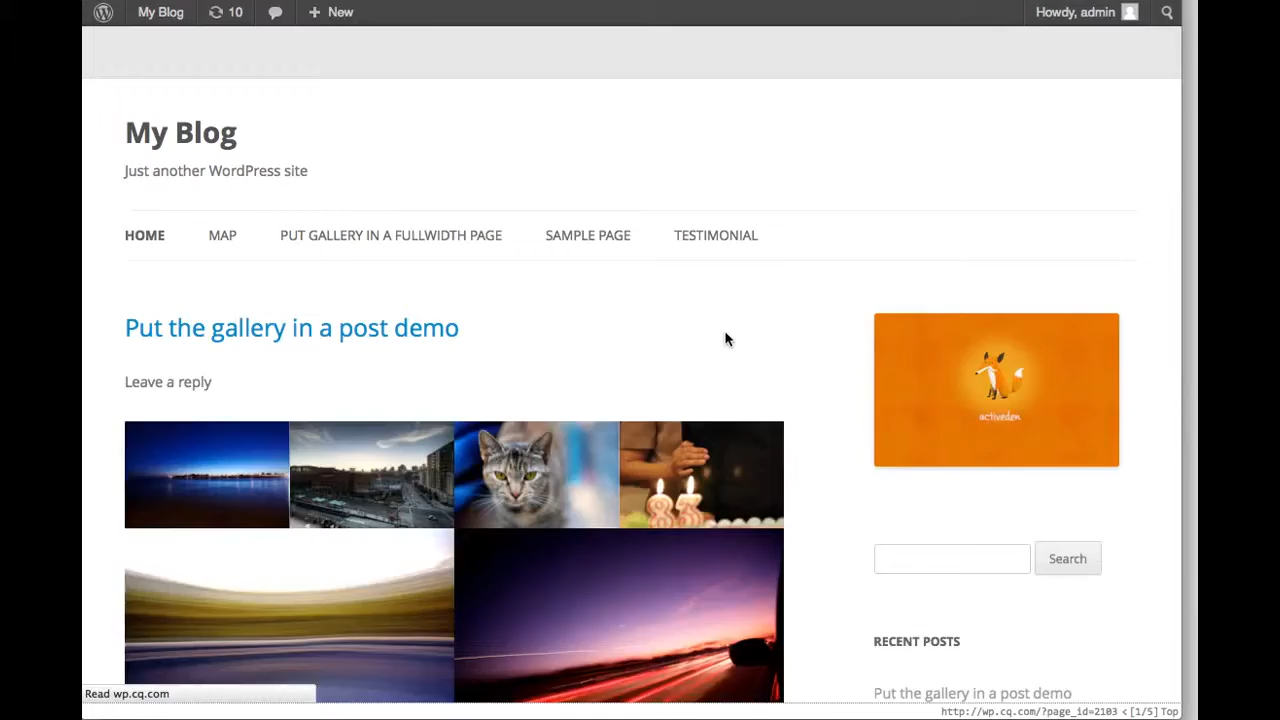 My Blog 10 New Howdy, admin
My Blog
Just another WordPress site
HOME MAP PUT GALLERY IN A FULLWIDTH PAGE SAMPLE PAGE TESTIMONIAL
Put the gallery in a post demo
Leave a reply
83
activeden
Search
RECENT POSTS
Put the gallery in a post demo
Read wp.cq.com
http://wp.cq.com/?page_id=2103 < [1/5] Top